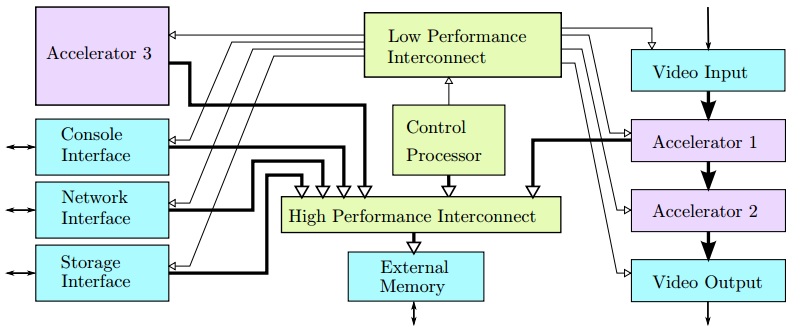 Accelerator 3
Low Performance
Interconnect
Video Input
Console
Interface
Control
Processor
Accelerator 1
Network
Interface
High Performance Interconnect
Accelerator 2
Storage
Interface
External
Memory
Video Output